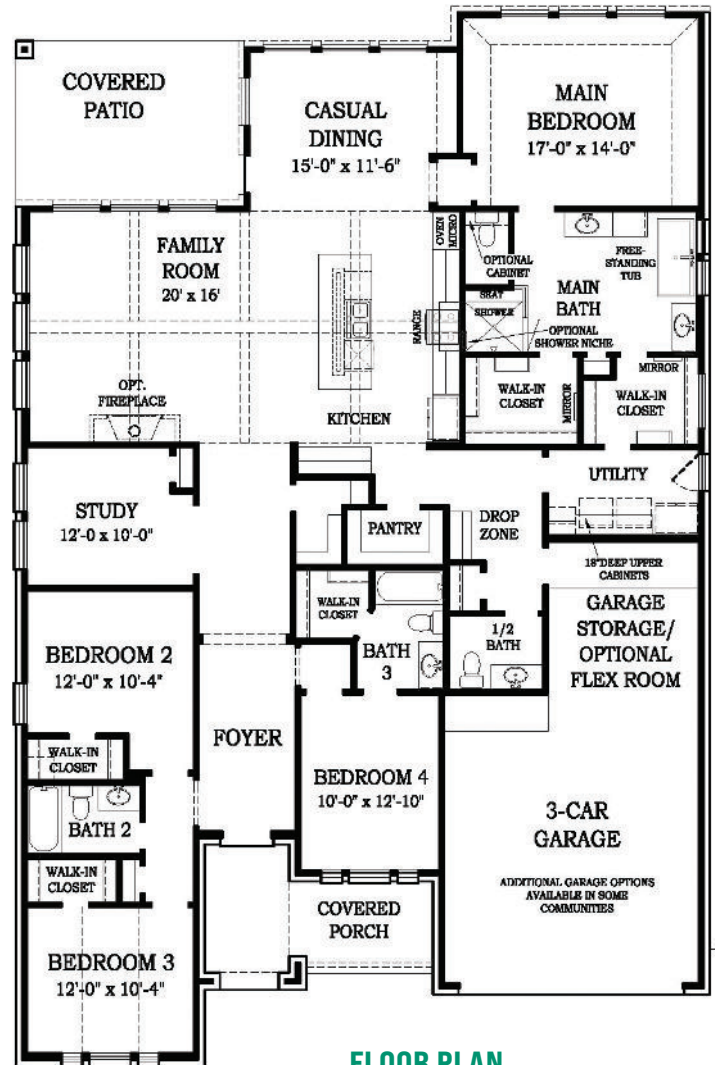 COVERED
PATIO
CASUAL
DINING
15'-0" x 11'-6"
MAIN
BEDROOM
17'-0" x 14'-0"
FAMILY
ROOM
20' x 16'
OVEN
MICRO
OPTIONAL
CABINET
FREE-
STANDING
TUB
MAIN
BATH
SEAT
SHOWER
RANGE
OPTIONAL
SHOWER NICHE
OPT.
FIREPLACE
KITCHEN
WALK-IN
CLOSET
MIRROR
MIRROR
WALK-IN
CLOSET
STUDY
12'-0 x 10'-0"
PANTRY
DROP
ZONE
UTILITY
18"DEEP UPPER
CABINETS
WALK-IN
CLOSET
BATH
3
1/2
BATH
GARAGE
STORAGE/
OPTIONAL
FLEX ROOM
BEDROOM 2
12'-0" x 10'-4"
WALK-IN
CLOSET
FOYER
BEDROOM 4
10'-0" x 12'-10"
BATH 2
3-CAR
GARAGE
ADDITIONAL GARAGE OPTIONS
AVAILABLE IN SOME
COMMUNITIES
WALK-IN
CLOSET
COVERED
PORCH
BEDROOM 3
12'-0" x 10'-4"
FLOOR PLAN